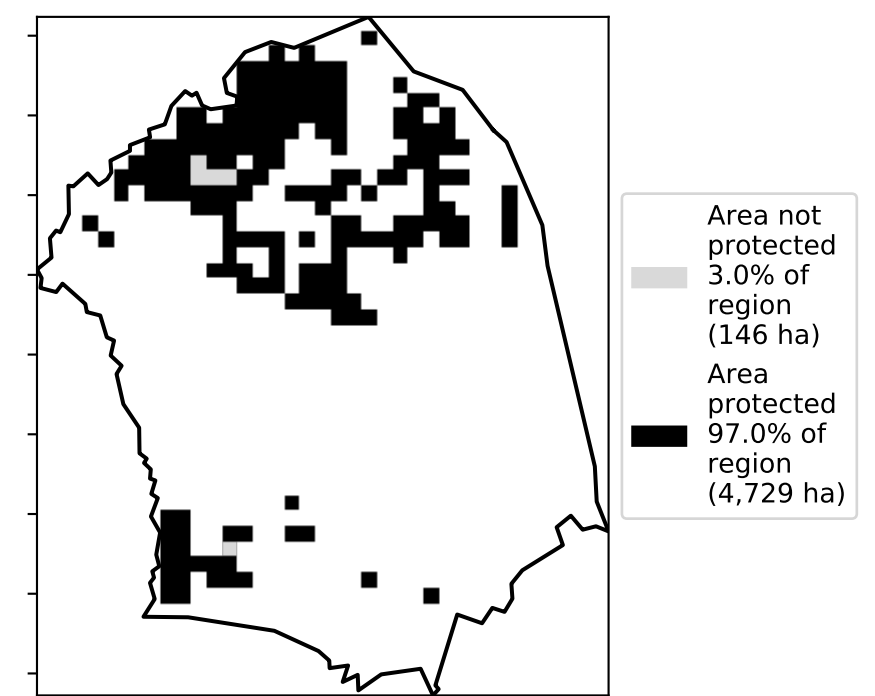 Area not
protected
3.0% of
region
(146 ha)
Area
protected
97.0% of
region
(4,729 ha)